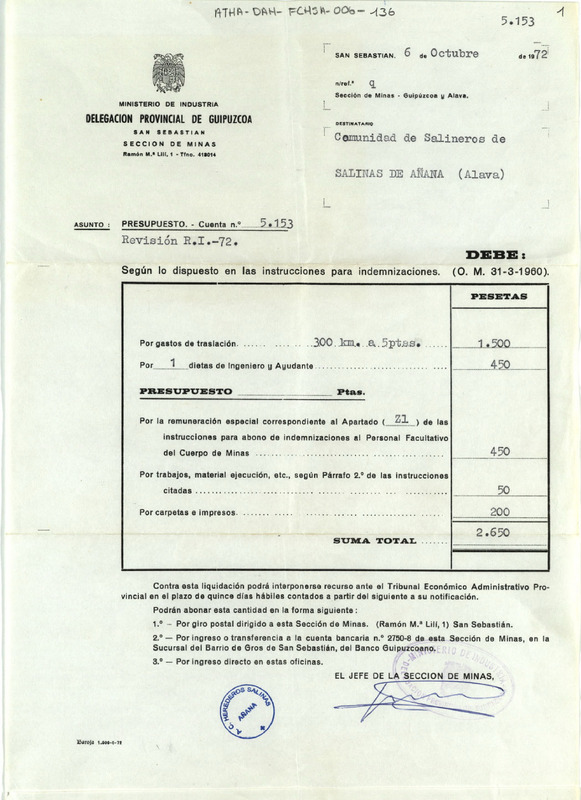 ATHA-DAH-FCHSA-006-136
5.153
1
SAN SEBASTIAN. 6 de Octubre de 1972
n/ref.ª q
Sección de Minas - Guipúzcoa y Alava.
MINISTERIO DE INDUSTRIA
DELEGACION PROVINCIAL DE GUIPUZCOA
SAN SEBASTIAN
SECCION DE MINAS
Ramón M.ª Lilí, 1 - Tfno. 419014
DESTINATARIO
Comunidad de Salineros de
SALINAS DE AÑANA (Alava)
ASUNTO : PRESUPUESTO. - Cuenta n.º 5.153
Revisión R.I.-72.
DEBE:
Según lo dispuesto en las instrucciones para indemnizaciones. (O. M. 31-3-1960).
PESETAS
Por gastos de traslación. ...... .... 300 km. a 5ptss. ...... 1.500
Por 1 dietas de Ingeniero y Ayudante ........ 450
PRESUPUESTO ____________ Ptas.
Por la remuneración especial correspondiente al Apartado ( Z1 ) de las
instrucciones para abono de indemnizaciones al Personal Facultativo
del Cuerpo de Minas ........ 450
Por trabajos, material ejecución, etc., según Párrafo 2.º de las instrucciones
citadas ........ 50
Por carpetas e impresos. ........ 200
SUMA TOTAL ...... 2.650
Contra esta liquidación podrá interponerse recurso ante el Tribunal Económico Administrativo Pro-
vincial en el plazo de quince días hábiles contados a partir del siguiente a su notificación.
Podrán abonar esta cantidad en la forma siguiente :
1.º - Por giro postal dirigido a esta Sección de Minas. (Ramón M.ª Lilí, 1) San Sebastián.
2.º — Por ingreso o transferencia a la cuenta bancaria n.º 2750-8 de esta Sección de Minas, en la
Sucursal del Barrio de Gros de San Sebastián, del Banco Guipuzcoano.
3.º — Por ingreso directo en estas oficinas.
EL JEFE DE LA SECCION DE MINAS,
MINISTERIO DE INDUSTRIA
A. C. HEREDEROS SALINAS
AÑANA